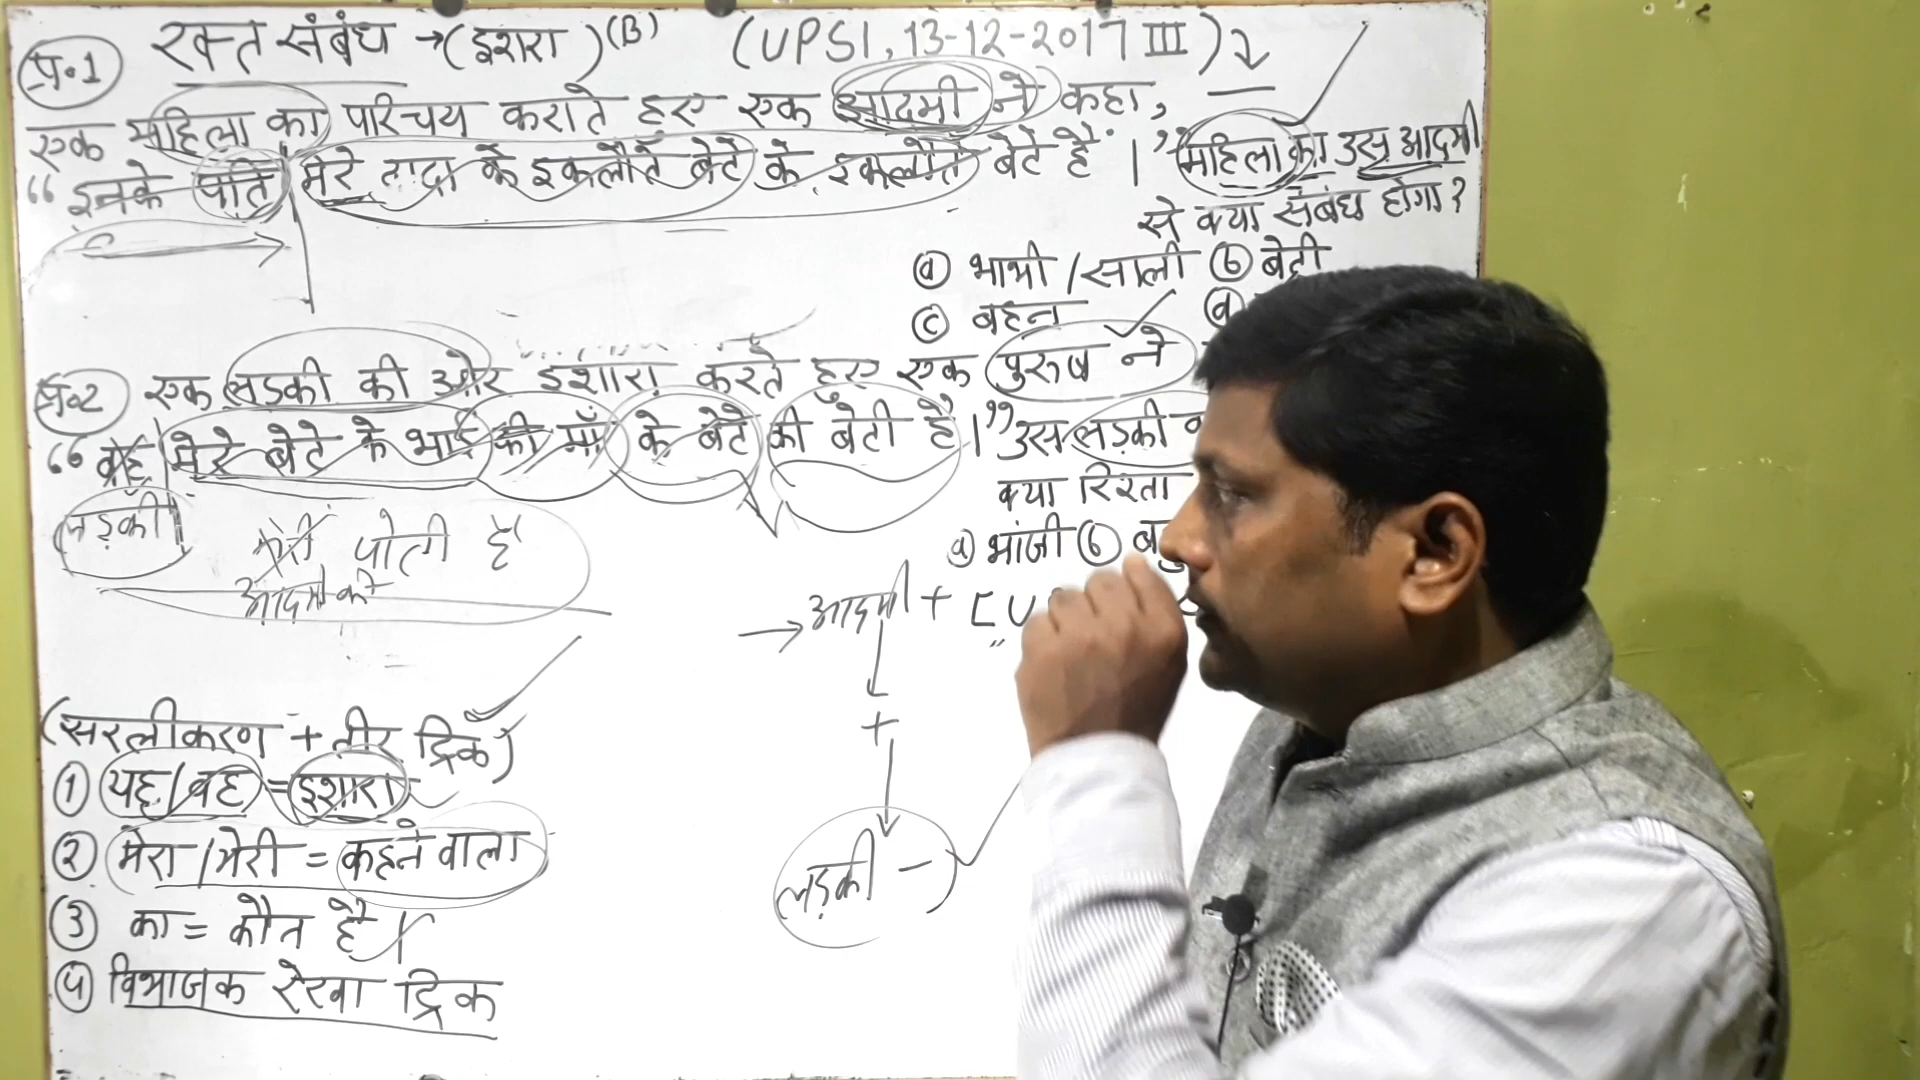 प्र.1 रक्त संबंध → (इशारा) (B) (UPSI, 13-12-2017 III)
एक महिला का परिचय कराते हुए एक आदमी ने कहा,
“इनके पति मेरे दादा के इकलौते बेटे के इकलौते बेटे हैं।” महिला का उस आदमी
से क्या संबंध होगा?
(a) भाभी/साली (b) बेटी
(c) बहन (d)
प्र.2 एक लड़की की ओर इशारा करते हुए एक पुरुष ने
“वह मेरे बेटे के भाई की माँ के बेटे की बेटी है।” उस लड़की
क्या रिश्ता
लड़की मेरी पोती है
आदमी की
(a) भांजी (b)
→ आदमी +
+
लड़की –
(सरलीकरण + तीर ट्रिक)
(1) यह/वह = इशारा
(2) मेरा/मेरी = कहने वाला
(3) का = कौन है।
(4) विभाजक रेखा ट्रिक